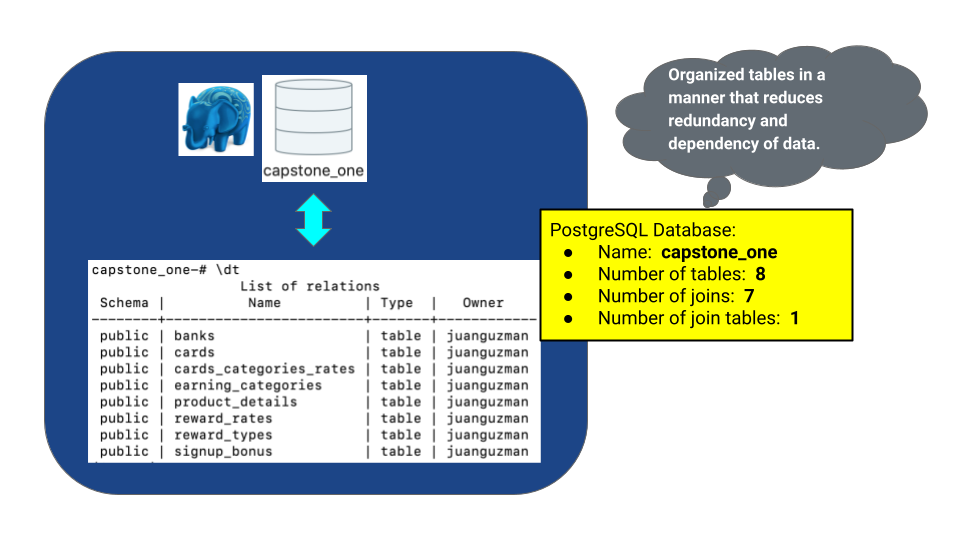 capstone_one
capstone_one-# \dt
List of relations
Schema | Name | Type | Owner
--------+------------------------+-------+------------
public | banks | table | juanguzman
public | cards | table | juanguzman
public | cards_categories_rates | table | juanguzman
public | earning_categories | table | juanguzman
public | product_details | table | juanguzman
public | reward_rates | table | juanguzman
public | reward_types | table | juanguzman
public | signup_bonus | table | juanguzman
Organized tables in a
manner that reduces
redundancy and
dependency of data.
PostgreSQL Database:
● Name: capstone_one
● Number of tables: 8
● Number of joins: 7
● Number of join tables: 1